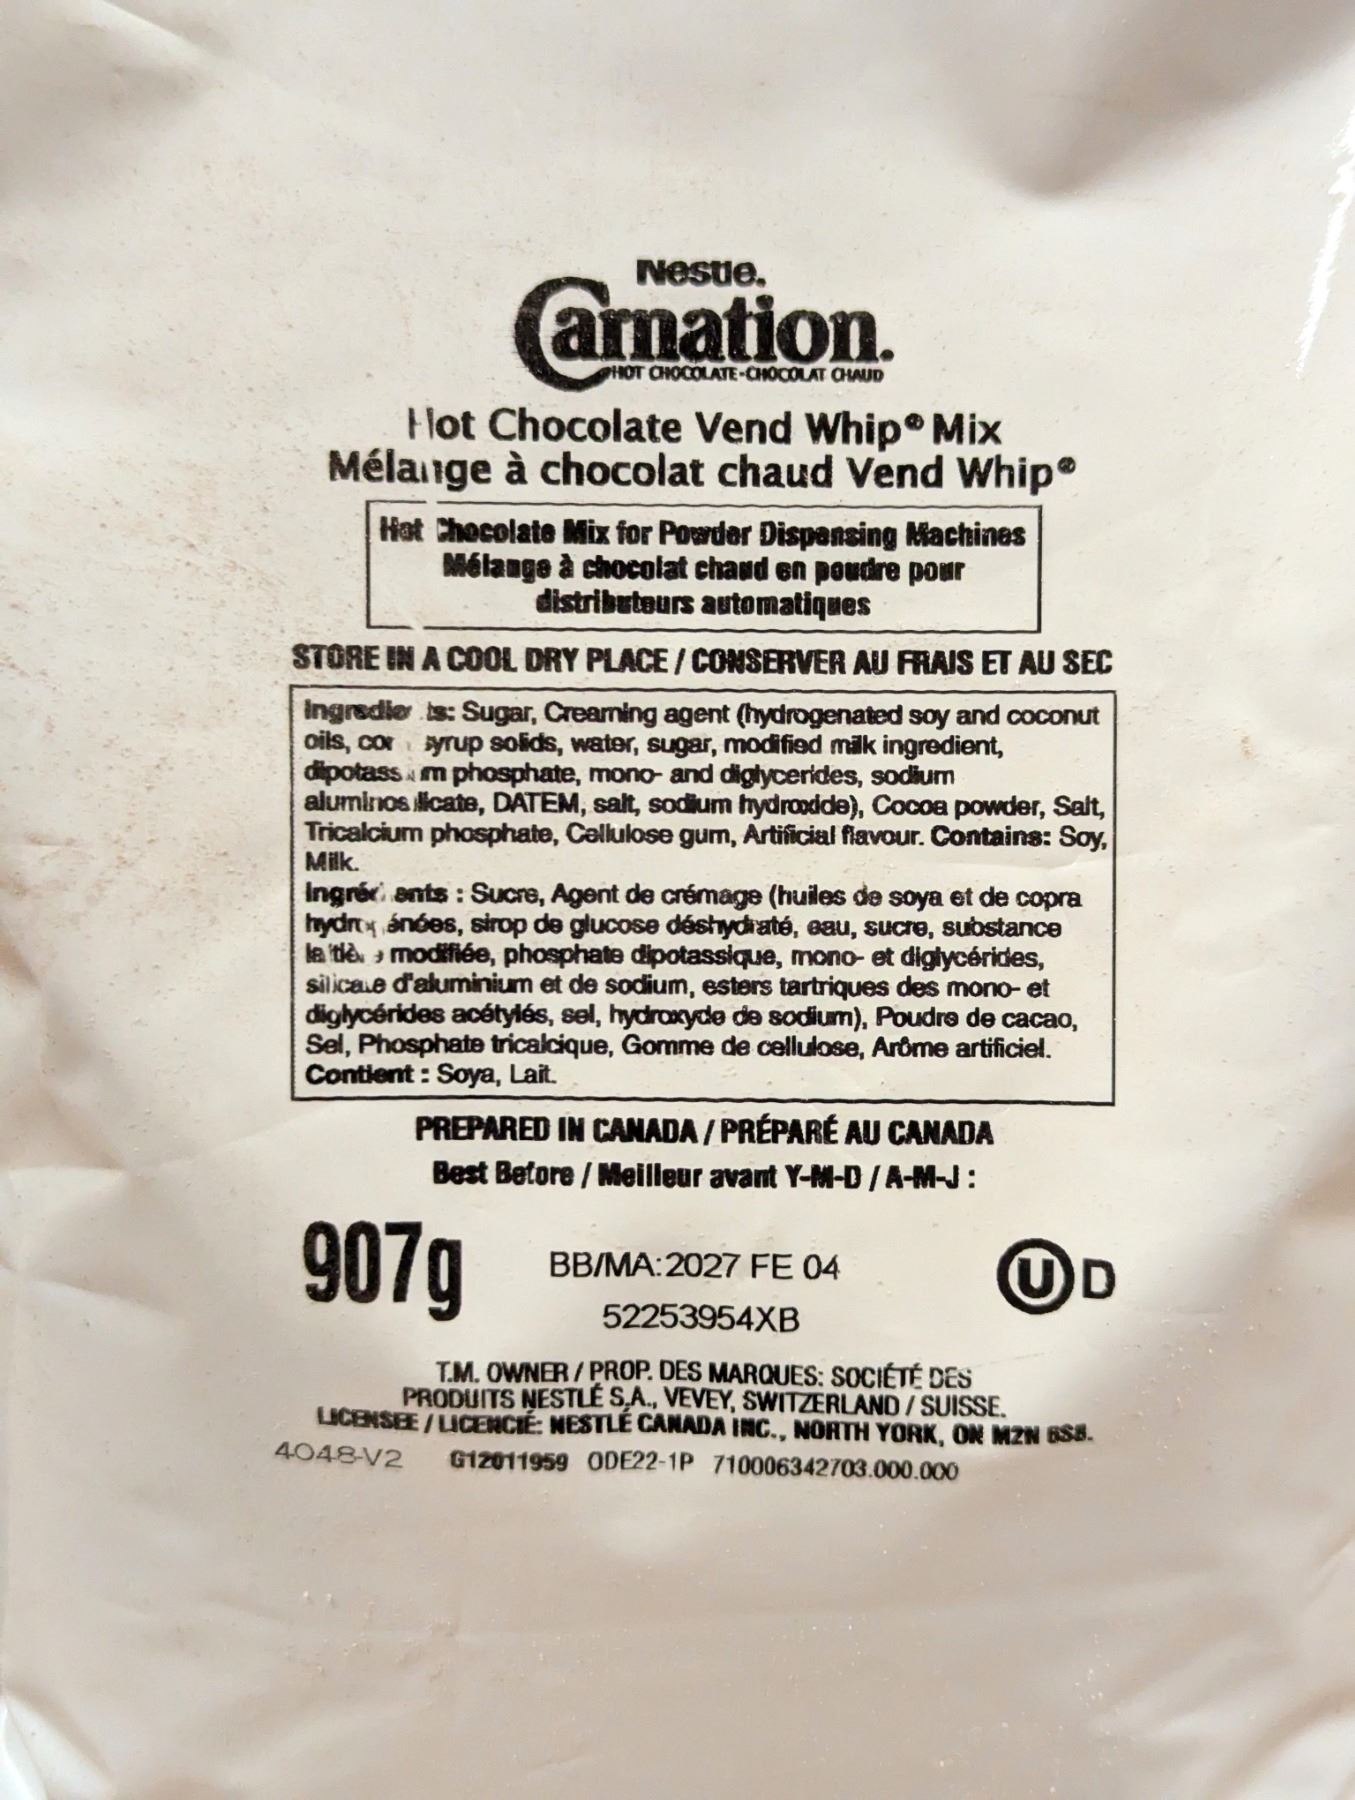 Nestlé.
Carnation.
HOT CHOCOLATE-CHOCOLAT CHAUD
Hot Chocolate Vend Whip® Mix
Mélange à chocolat chaud Vend Whip®
Hot Chocolate Mix for Powder Dispensing Machines
Mélange à chocolat chaud en poudre pour
distributeurs automatiques
STORE IN A COOL DRY PLACE / CONSERVER AU FRAIS ET AU SEC
Ingredients: Sugar, Creaming agent (hydrogenated soy and coconut
oils, corn syrup solids, water, sugar, modified milk ingredient,
dipotassium phosphate, mono- and diglycerides, sodium
aluminosilicate, DATEM, salt, sodium hydroxide), Cocoa powder, Salt,
Tricalcium phosphate, Cellulose gum, Artificial flavour. Contains: Soy,
Milk.
Ingrédients : Sucre, Agent de crémage (huiles de soya et de copra
hydrogénées, sirop de glucose déshydraté, eau, sucre, substance
laitière modifiée, phosphate dipotassique, mono- et diglycérides,
silicate d'aluminium et de sodium, esters tartriques des mono- et
diglycérides acétylés, sel, hydroxyde de sodium), Poudre de cacao,
Sel, Phosphate tricalcique, Gomme de cellulose, Arôme artificiel.
Contient : Soya, Lait.
PREPARED IN CANADA / PRÉPARÉ AU CANADA
Best Before / Meilleur avant Y-M-D / A-M-J :
907g
BB/MA:2027 FE 04
52253954XB
U D
T.M. OWNER / PROP. DES MARQUES: SOCIÉTÉ DES
PRODUITS NESTLÉ S.A., VEVEY, SWITZERLAND / SUISSE.
LICENSEE / LICENCIÉ: NESTLÉ CANADA INC., NORTH YORK, ON M2N 6S8.
4048-V2 G12011959 ODE22-1P 710006342703.000.000